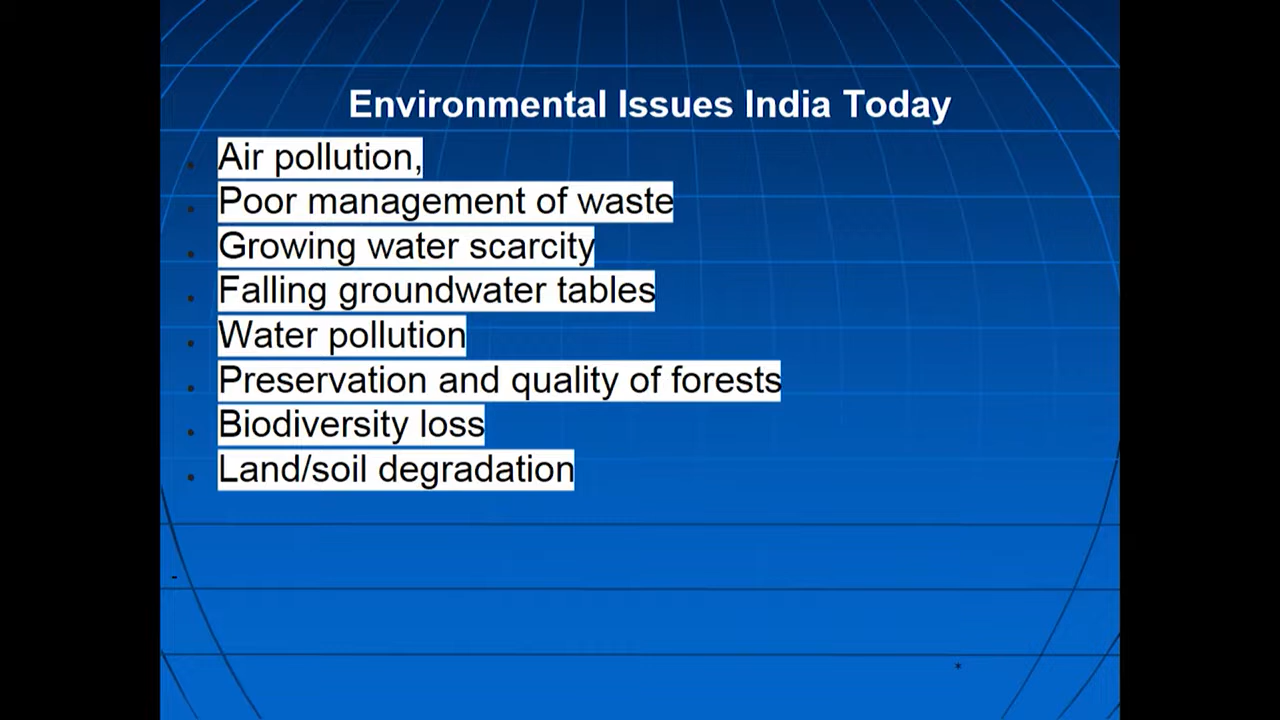 Environmental Issues India Today
• Air pollution,
• Poor management of waste
• Growing water scarcity
• Falling groundwater tables
• Water pollution
• Preservation and quality of forests
• Biodiversity loss
• Land/soil degradation
-
*